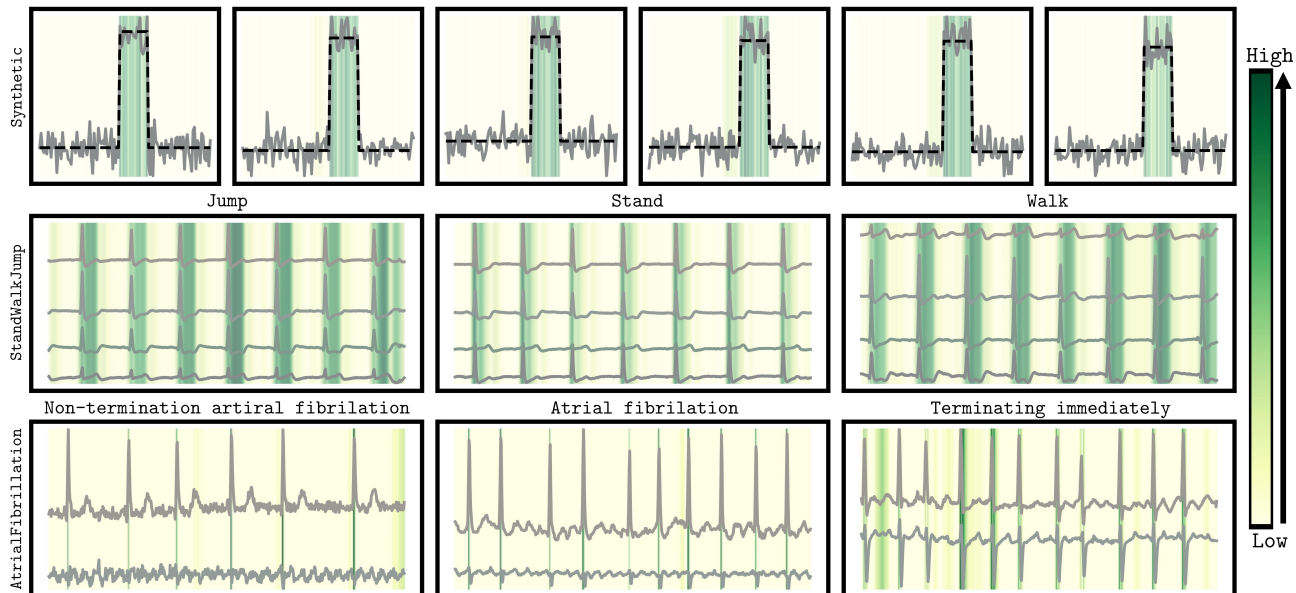 Synthetic
High
Jump
Stand
Walk
StandWalkJump
Non-termination artiral fibrilation
Atrial fibrilation
Terminating immediately
AtrialFibrillation
Low